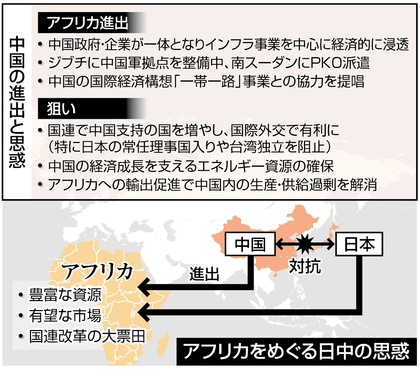 中国の進出と思惑
アフリカ進出
・中国政府・企業が一体となりインフラ事業を中心に経済的に浸透
・ジブチに中国軍拠点を整備中、南スーダンにPKO派遣
・中国の国際経済構想「一帯一路」事業との協力を提唱
狙い
・国連で中国支持の国を増やし、国際外交で有利に
（特に日本の常任理事国入りや台湾独立を阻止）
・中国の経済成長を支えるエネルギー資源の確保
・アフリカへの輸出促進で中国内の生産・供給過剰を解消
中国
日本
対抗
進出
アフリカ
・豊富な資源
・有望な市場
・国連改革の大票田
アフリカをめぐる日中の思惑